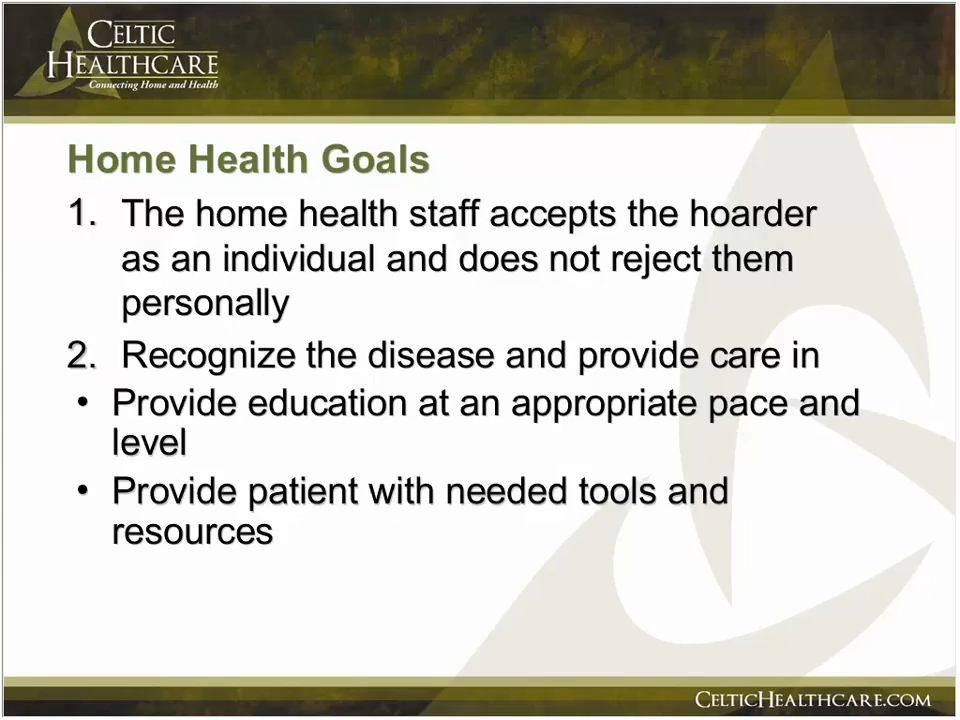 CELTIC
HEALTHCARE
Connecting Home and Health
Home Health Goals
1. The home health staff accepts the hoarder
as an individual and does not reject them
personally
2. Recognize the disease and provide care in
• Provide education at an appropriate pace and
level
• Provide patient with needed tools and
resources
CELTICHEALTHCARE.COM